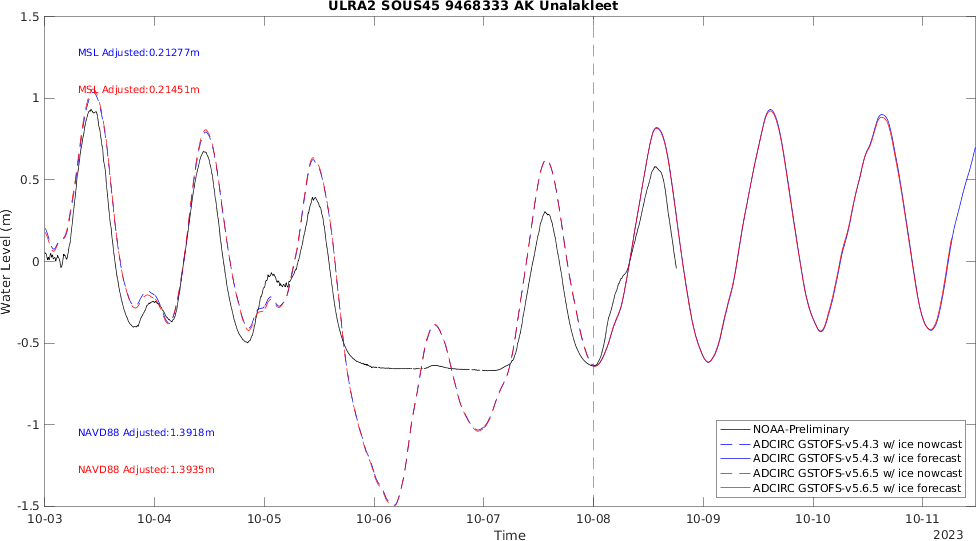 ULRA2 SOUS45 9468333 AK Unalakleet
1.5
1
0.5
0
-0.5
-1
-1.5
Water Level (m)
MSL Adjusted:0.21277m
MSL Adjusted:0.21451m
NAVD88 Adjusted:1.3918m
NAVD88 Adjusted:1.3935m
NOAA-Preliminary
ADCIRC GSTOFS-v5.4.3 w/ ice nowcast
ADCIRC GSTOFS-v5.4.3 w/ ice forecast
ADCIRC GSTOFS-v5.6.5 w/ ice nowcast
ADCIRC GSTOFS-v5.6.5 w/ ice forecast
10-03 10-04 10-05 10-06 10-07 10-08 10-09 10-10 10-11
Time
2023